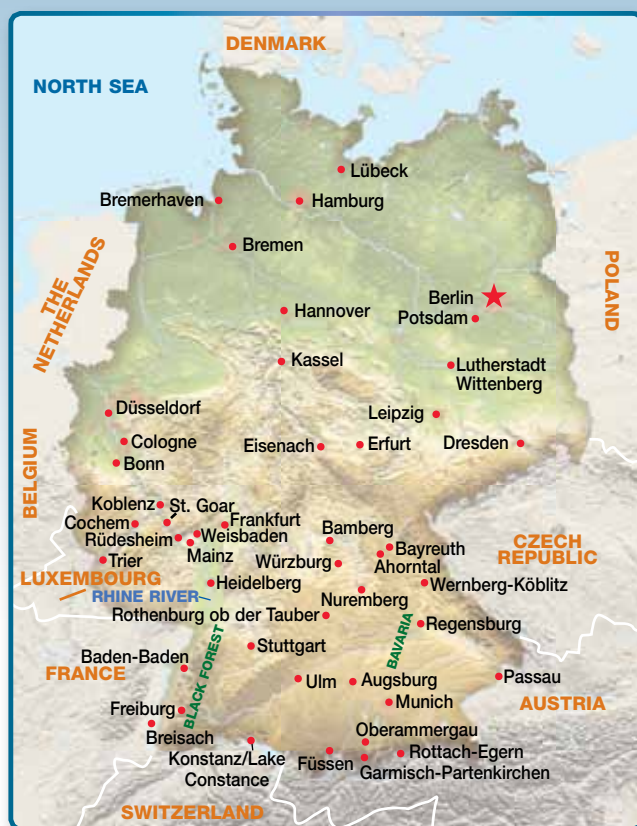 DENMARK
NORTH SEA
Lübeck
Bremerhaven
Hamburg
Bremen
THE
NETHERLANDS
POLAND
Berlin
Hannover
Potsdam
Kassel
Lutherstadt
Wittenberg
Düsseldorf
Leipzig
BELGIUM
Cologne
Eisenach
Erfurt
Dresden
Bonn
Koblenz
St. Goar
Cochem
Frankfurt
Rüdesheim
Weisbaden
Bamberg
CZECH
REPUBLIC
Mainz
Bayreuth
Trier
Würzburg
Ahorntal
LUXEMBOURG
Heidelberg
Wernberg-Köblitz
RHINE RIVER
Nuremberg
Rothenburg ob der Tauber
Regensburg
BLACK FOREST
BAVARIA
Stuttgart
Baden-Baden
FRANCE
Ulm
Augsburg
Passau
Munich
AUSTRIA
Freiburg
Breisach
Oberammergau
Konstanz/Lake
Constance
Füssen
Rottach-Egern
Garmisch-Partenkirchen
SWITZERLAND